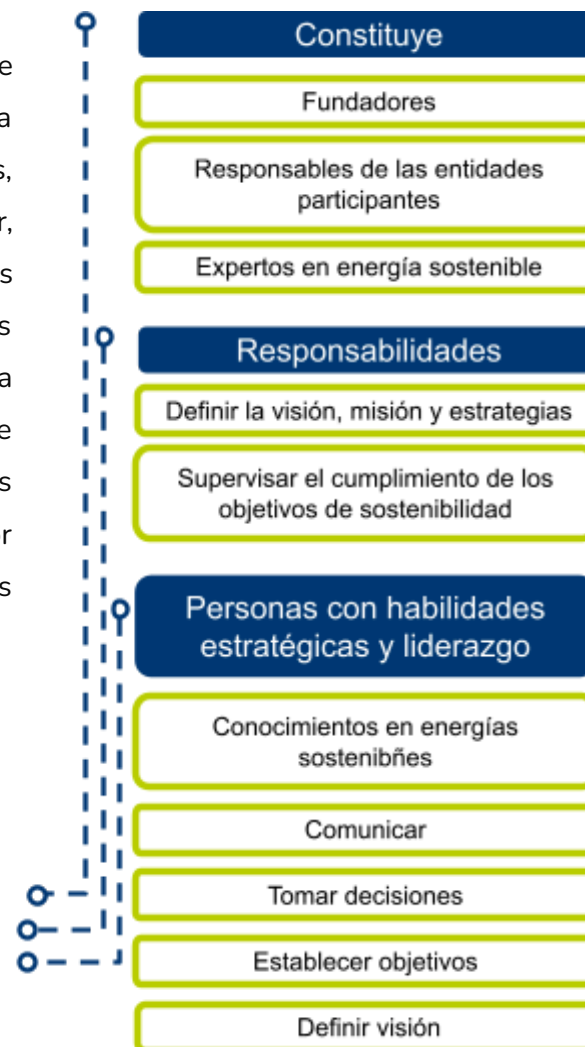 Constituye
Fundadores
Responsables de las entidades
participantes
Expertos en energía sostenible
Responsabilidades
Definir la visión, misión y estrategias
Supervisar el cumplimiento de los
objetivos de sostenibilidad
Personas con habilidades
estratégicas y liderazgo
Conocimientos en energías
sostenibñes
Comunicar
Tomar decisiones
Establecer objetivos
Definir visión